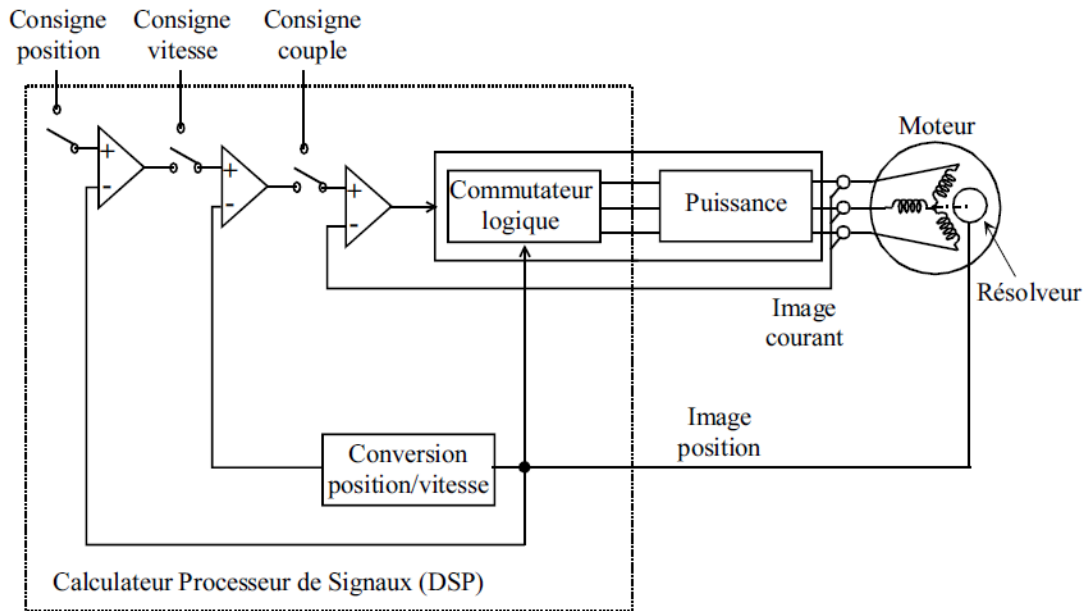 Consigne
position
Consigne
vitesse
Consigne
couple
+
-
+
-
+
-
Commutateur
logique
Puissance
Moteur
Résolveur
Image
courant
Image
position
Conversion
position/vitesse
Calculateur Processeur de Signaux (DSP)